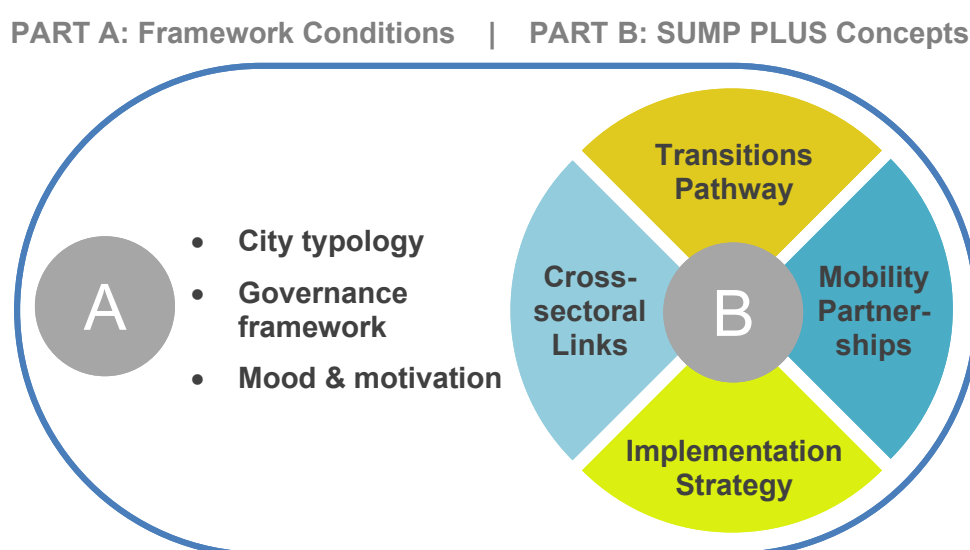 PART A: Framework Conditions | PART B: SUMP PLUS Concepts
A
• City typology
• Governance
framework
• Mood & motivation
Transitions
Pathway
Cross-
sectoral
Links
B
Mobility
Partner-
ships
Implementation
Strategy